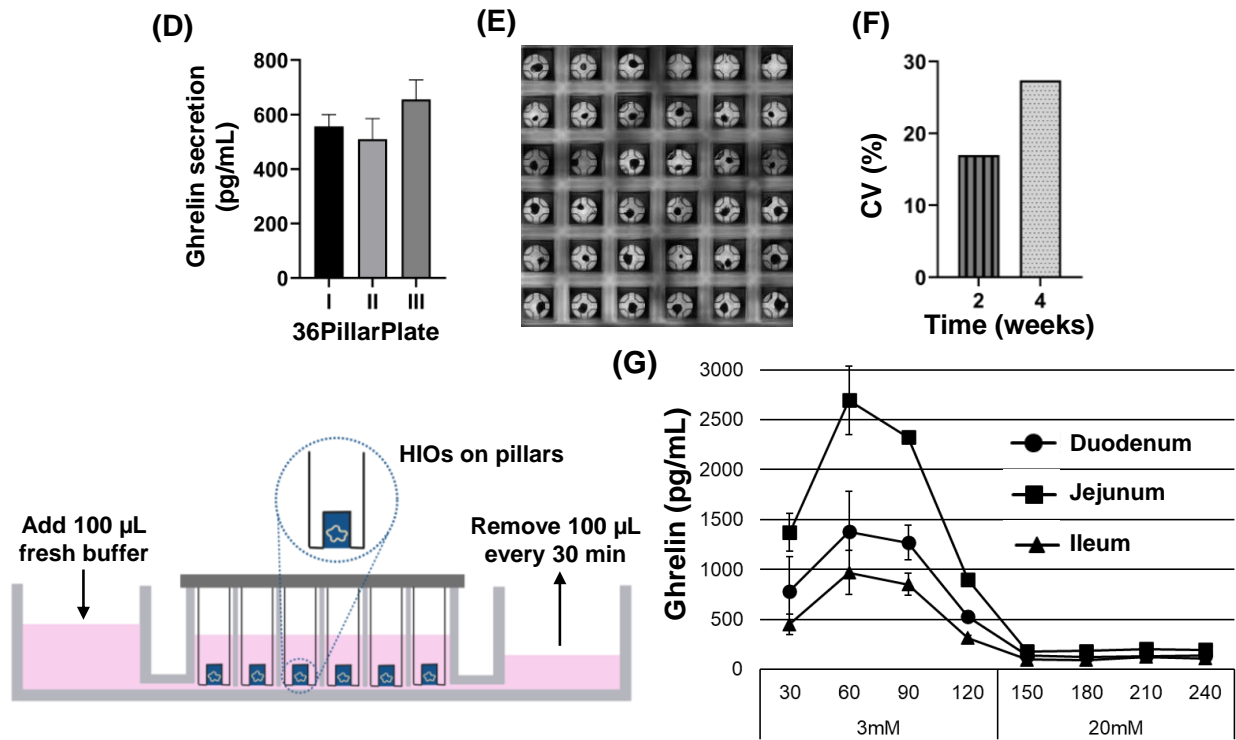 (D)
Ghrelin secretion
(pg/mL)
800
600
400
200
0
I II III
36PillarPlate
(E)
(F)
CV (%)
30
20
10
0
2 4
Time (weeks)
HIOs on pillars
Add 100 µL
fresh buffer
Remove 100 µL
every 30 min
(G)
Ghrelin (pg/mL)
3000
2500
2000
1500
1000
500
0
Duodenum
Jejunum
Ileum
30 60 90 120 150 180 210 240
3mM 20mM